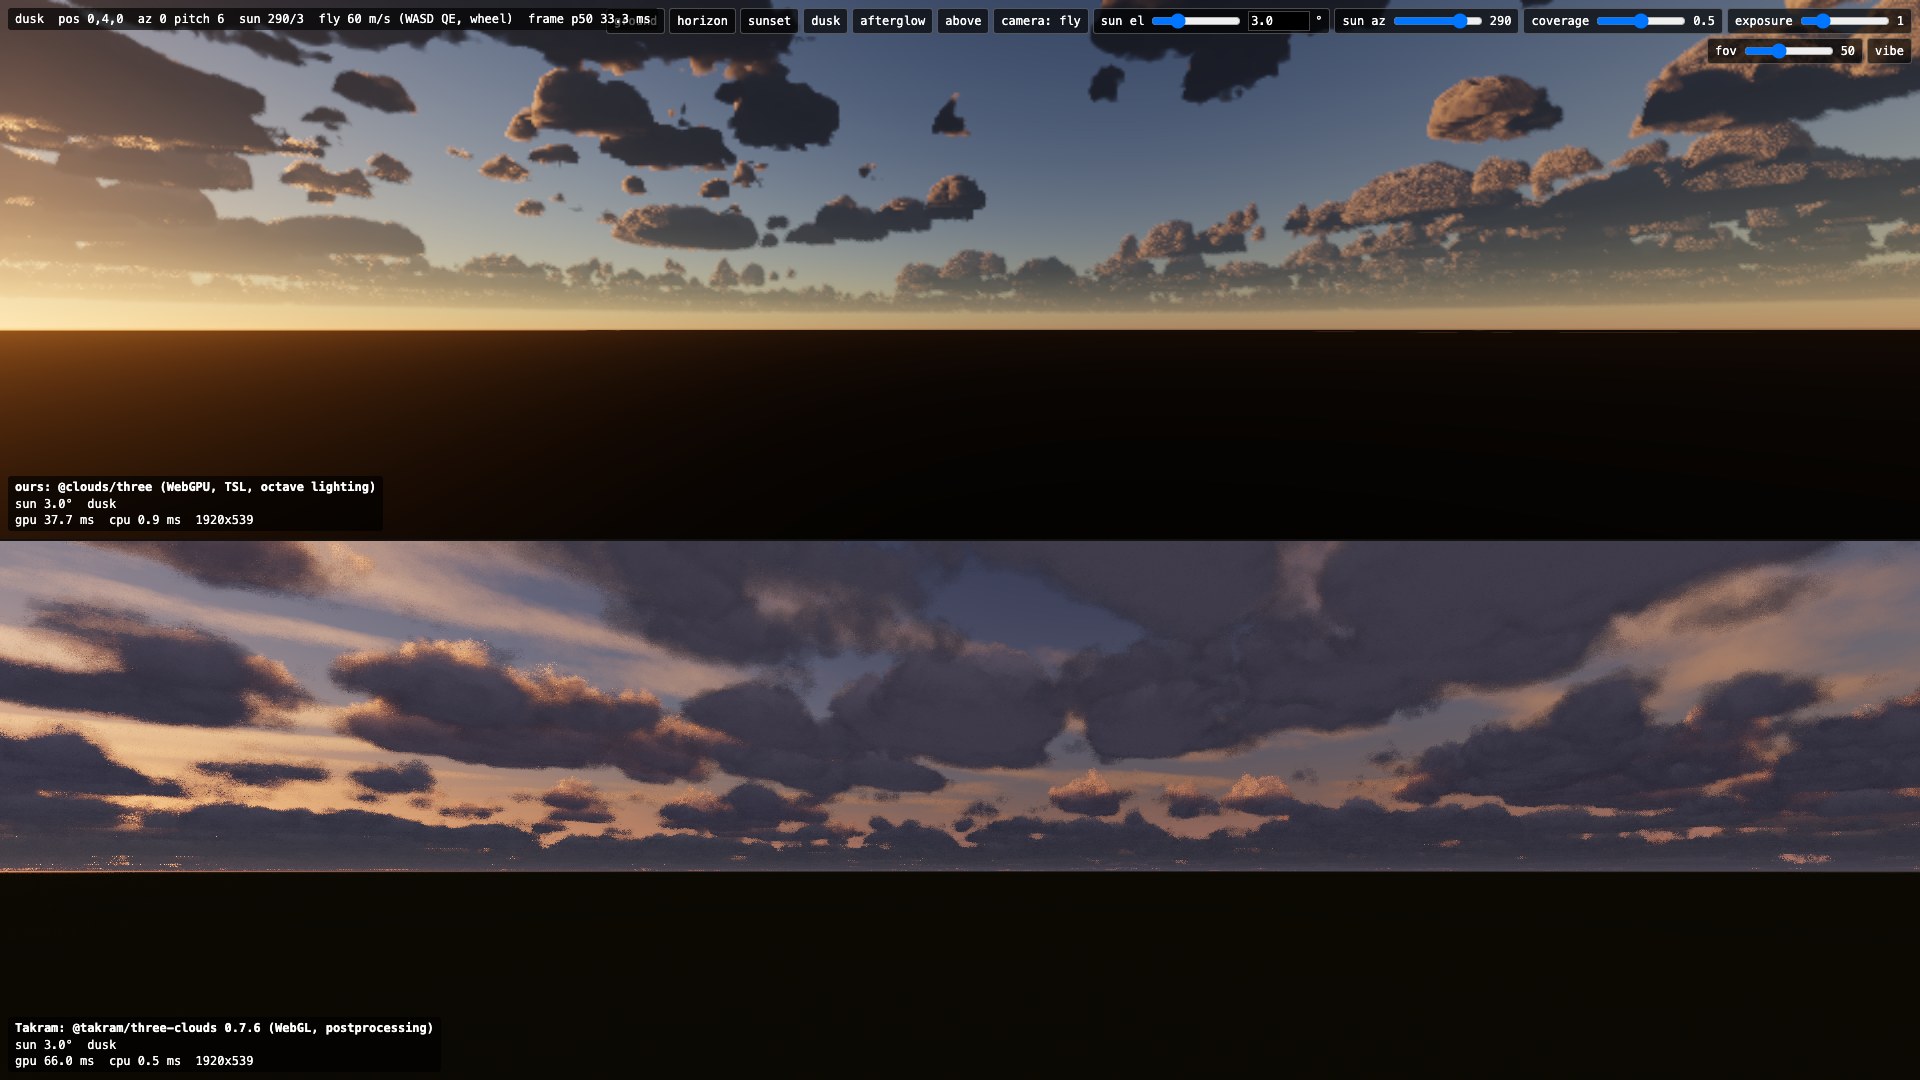 dusk pos 0,4,0 az 0 pitch 6 sun 290/3 fly 60 m/s (WASD QE, wheel) frame p50 33.3 ms
horizon sunset dusk afterglow above camera: fly sun el 3.0 ° sun az 290 coverage 0.5 exposure 1
fov 50 vibe
ours: @clouds/three (WebGPU, TSL, octave lighting)
sun 3.0° dusk
gpu 37.7 ms cpu 0.9 ms 1920x539
Takram: @takram/three-clouds 0.7.6 (WebGL, postprocessing)
sun 3.0° dusk
gpu 66.0 ms cpu 0.5 ms 1920x539